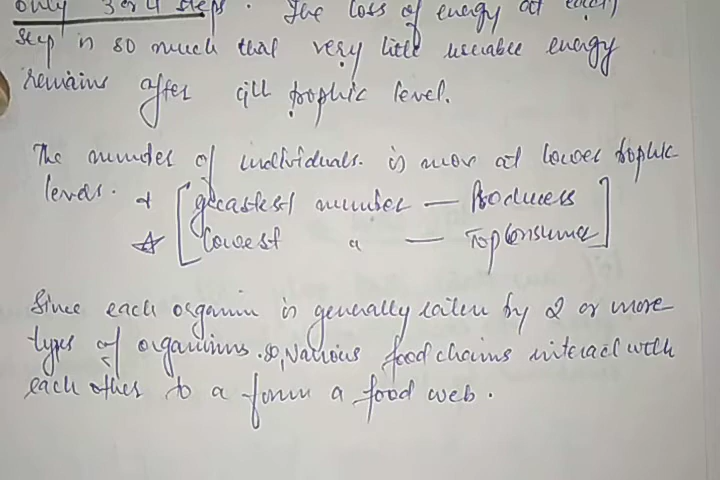 only 3 or 4 steps. The loss of energy at each
step is so much that very little useable energy
remains after all trophic level.
The number of individuals. is more at lower trophic
levels.
* [greatest number — Producers
☆ [lowest " — Top Consumer]
Since each organism is generally eaten by 2 or more
types of organisms. so, various food chains interact with
each other to a form a food web.